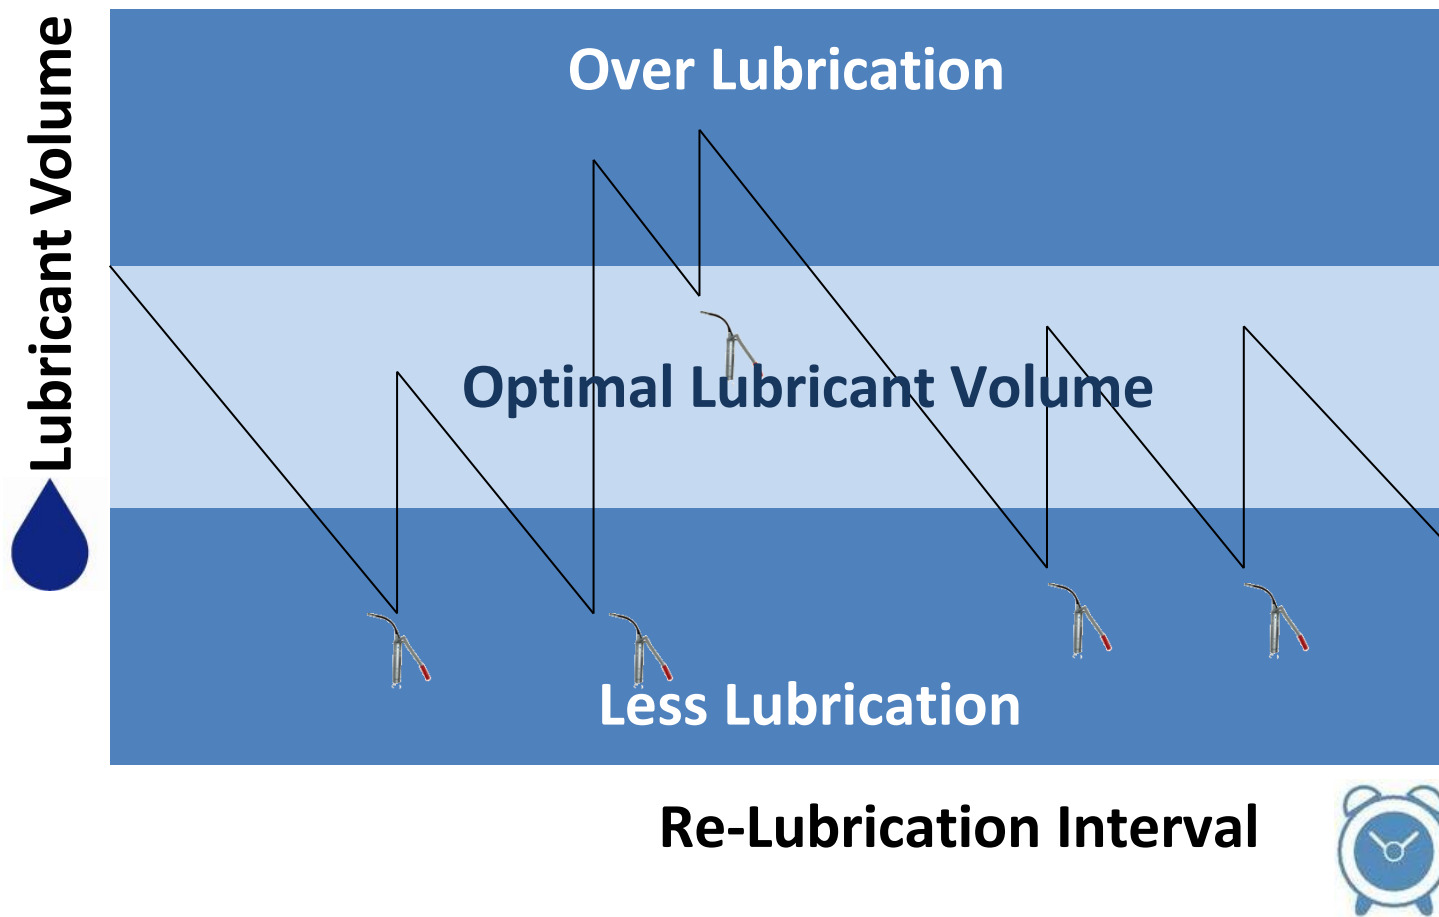 Lubricant Volume
Over Lubrication
Optimal Lubricant Volume
Less Lubrication
Re-Lubrication Interval